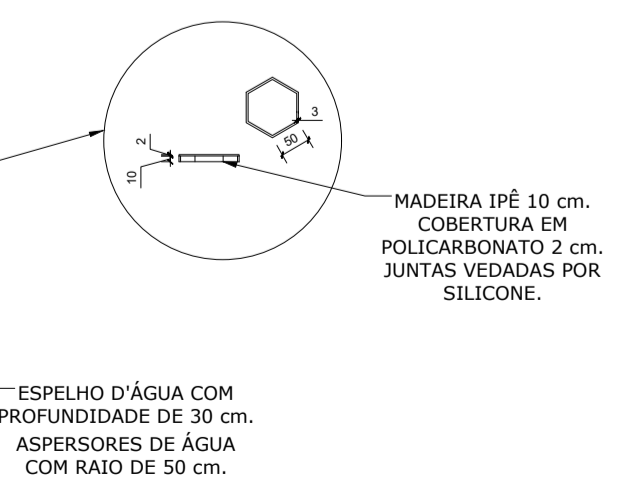 3
50
2
10
MADEIRA IPÊ 10 cm.
COBERTURA EM
POLICARBONATO 2 cm.
JUNTAS VEDADAS POR
SILICONE.
ESPELHO D'ÁGUA COM
PROFUNDIDADE DE 30 cm.
ASPERSORES DE ÁGUA
COM RAIO DE 50 cm.